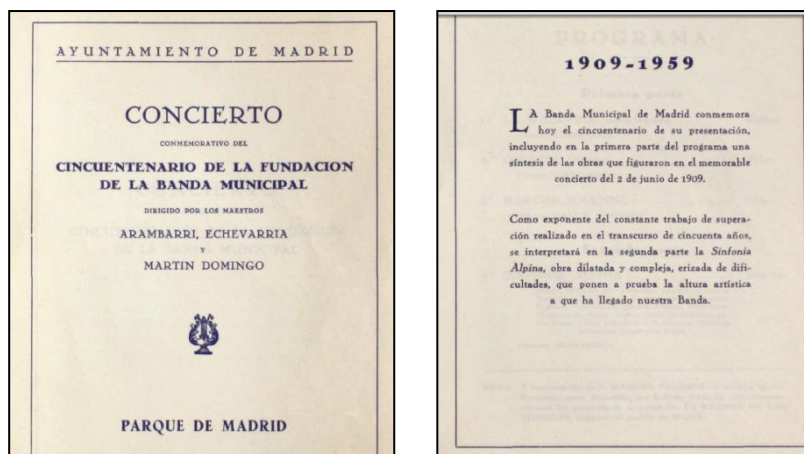 AYUNTAMIENTO DE MADRID
CONCIERTO
CONMEMORATIVO DEL
CINCUENTENARIO DE LA FUNDACION
DE LA BANDA MUNICIPAL
DIRIGIDO POR LOS MAESTROS
ARAMBARRI, ECHEVARRIA
Y
MARTIN DOMINGO
PARQUE DE MADRID
PROGRAMA
1909-1959
Primera parte
LA Banda Municipal de Madrid conmemora
hoy el cincuentenario de su presentación,
incluyendo en la primera parte del programa una
síntesis de las obras que figuraron en el memorable
concierto del 2 de junio de 1909.
Como exponente del constante trabajo de supera-
ción realizado en el transcurso de cincuenta años,
se interpretará en la segunda parte la Sinfonía
Alpina, obra dilatada y compleja, erizada de difi-
cultades, que ponen a prueba la altura artística
a que ha llegado nuestra Banda.